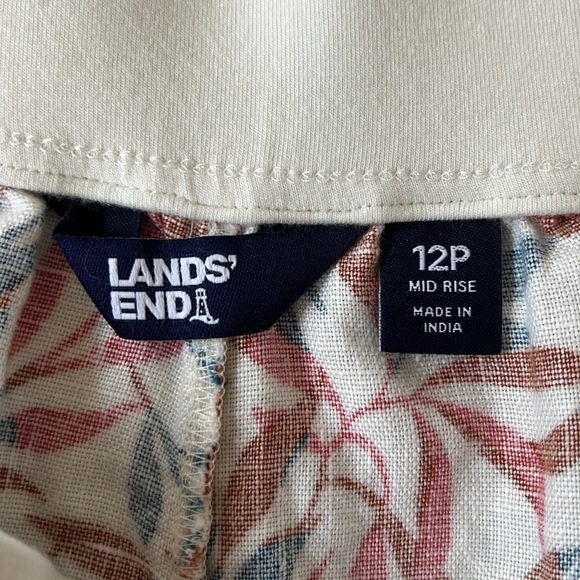 LANDS'
END
12P
MID RISE
MADE IN
INDIA